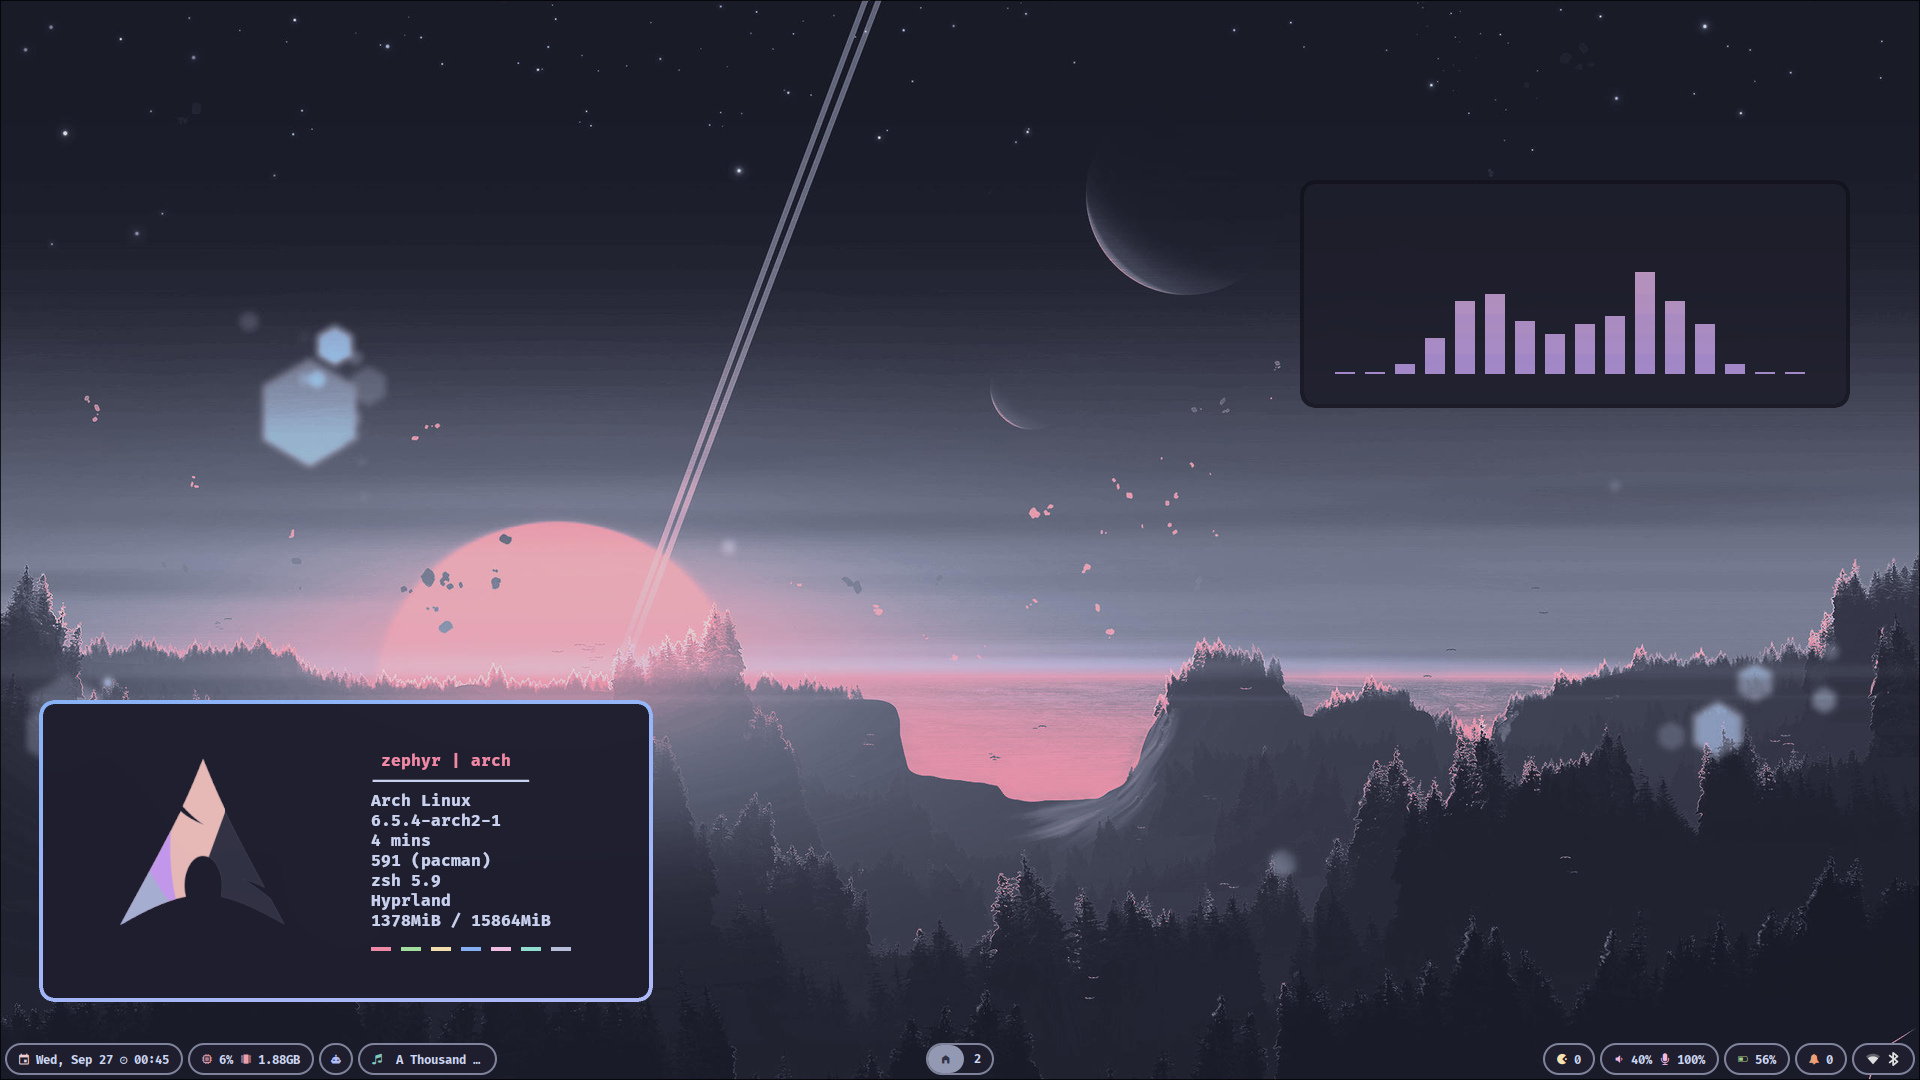 zephyr | arch
Arch Linux
6.5.4-arch2-1
4 mins
591 (pacman)
zsh 5.9
Hyprland
1378MiB / 15864MiB
Wed, Sep 27 00:45
6% 1.88GB
A Thousand …
2
0
40% 100%
56%
0